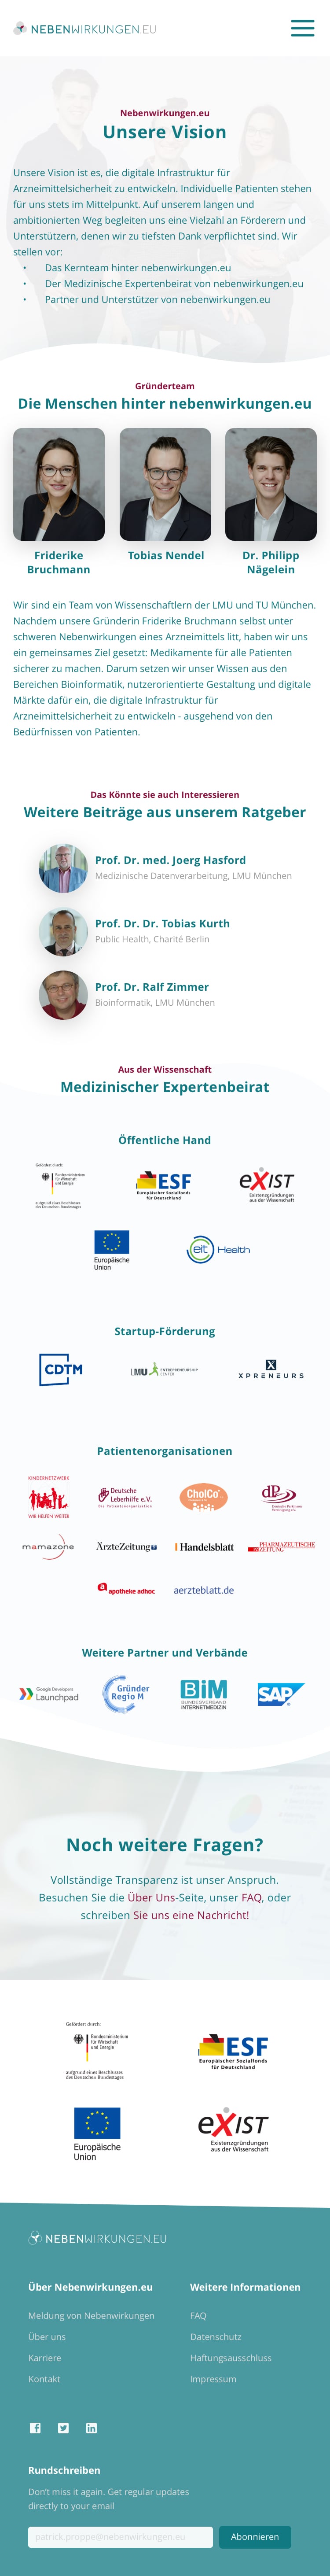 NEBENWIRKUNGEN.EU
Nebenwirkungen.eu
Unsere Vision
Unsere Vision ist es, die digitale Infrastruktur für
Arzneimittelsicherheit zu entwickeln. Individuelle Patienten stehen
für uns stets im Mittelpunkt. Auf unserem langen und
ambitionierten Weg begleiten uns eine Vielzahl an Förderern und
Unterstützern, denen wir zu tiefsten Dank verpflichtet sind. Wir
stellen vor:
• Das Kernteam hinter nebenwirkungen.eu
• Der Medizinische Expertenbeirat von nebenwirkungen.eu
• Partner und Unterstützer von nebenwirkungen.eu
Gründerteam
Die Menschen hinter nebenwirkungen.eu
Friderike
Bruchmann
Tobias Nendel
Dr. Philipp
Nägelein
Wir sind ein Team von Wissenschaftlern der LMU und TU München.
Nachdem unsere Gründerin Friderike Bruchmann selbst unter
schweren Nebenwirkungen eines Arzneimittels litt, haben wir uns
ein gemeinsames Ziel gesetzt: Medikamente für alle Patienten
sicherer zu machen. Darum setzen wir unser Wissen aus den
Bereichen Bioinformatik, nutzerorientierte Gestaltung und digitale
Märkte dafür ein, die digitale Infrastruktur für
Arzneimittelsicherheit zu entwickeln - ausgehend von den
Bedürfnissen von Patienten.
Das Könnte sie auch Interessieren
Weitere Beiträge aus unserem Ratgeber
Prof. Dr. med. Joerg Hasford
Medizinische Datenverarbeitung, LMU München
Prof. Dr. Dr. Tobias Kurth
Public Health, Charité Berlin
Prof. Dr. Ralf Zimmer
Bioinformatik, LMU München
Aus der Wissenschaft
Medizinischer Expertenbeirat
Öffentliche Hand
Gefördert durch:
Bundesministerium
für Wirtschaft
und Energie
aufgrund eines Beschlusses
des Deutschen Bundestages
ESF
Europäischer Sozialfonds
für Deutschland
eXIST
Existenzgründungen
aus der Wissenschaft
Europäische
Union
eit Health
Startup-Förderung
CDTM
LMU ENTREPRENEURSHIP
CENTER
X
XPRENEURS
Patientenorganisationen
KINDERNETZWERK
WIR HELFEN WEITER
Deutsche
Leberhilfe e.V.
Die Patientenorganisation
CholCo
dP
mamazone
ÄrzteZeitung
Handelsblatt
PZ PHARMAZEUTISCHE
ZEITUNG
apotheke adhoc
aerzteblatt.de
Weitere Partner und Verbände
Google Developers
Launchpad
Gründer
Regio M
BiM
BUNDESVERBAND
INTERNETMEDIZIN
SAP
Noch weitere Fragen?
Vollständige Transparenz ist unser Anspruch.
Besuchen Sie die Über Uns-Seite, unser FAQ, oder
schreiben Sie uns eine Nachricht!
Gefördert durch:
Bundesministerium
für Wirtschaft
und Energie
aufgrund eines Beschlusses
des Deutschen Bundestages
ESF
Europäischer Sozialfonds
für Deutschland
Europäische
Union
eXIST
Existenzgründungen
aus der Wissenschaft
NEBENWIRKUNGEN.EU
Über Nebenwirkungen.eu
Meldung von Nebenwirkungen
Über uns
Karriere
Kontakt
Weitere Informationen
FAQ
Datenschutz
Haftungsausschluss
Impressum
Rundschreiben
Don't miss it again. Get regular updates
directly to your email
patrick.proppe@nebenwirkungen.eu
Abonnieren